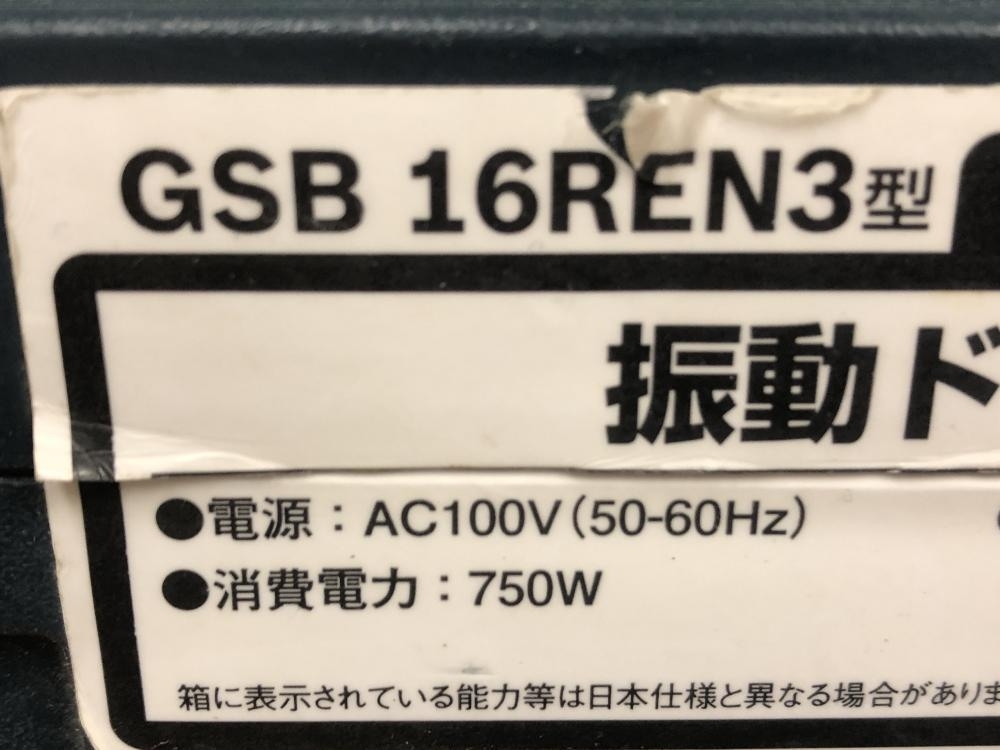 GSB 16REN3型
振動ド
●電源：AC100V（50-60Hz）
●消費電力：750W
箱に表示されている能力等は日本仕様と異なる場合がありま